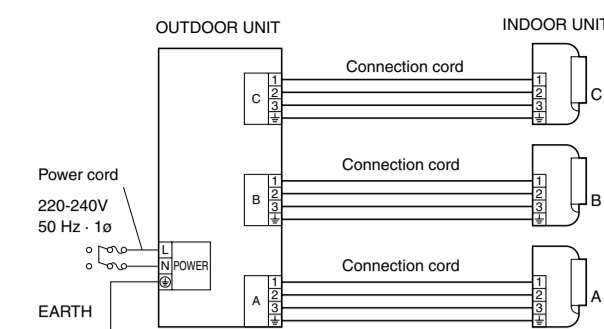 OUTDOOR UNIT
INDOOR UNIT
Connection cord
C
1
2
3
1
2
3
C
Connection cord
B
1
2
3
1
2
3
B
Power cord
220-240V
50 Hz · 1ø
L
N
POWER
EARTH
Connection cord
A
1
2
3
1
2
3
A